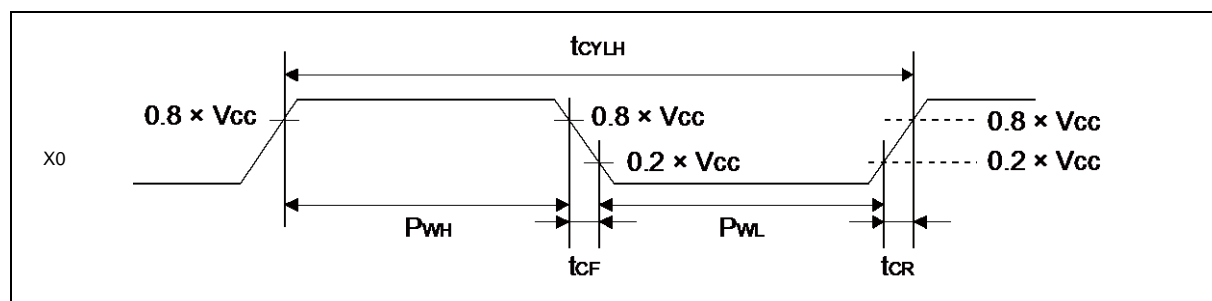 tCYLH
0.8 × Vcc
0.8 × Vcc
0.8 × Vcc
X0
0.2 × Vcc
0.2 × Vcc
PWH
PWL
tCF
tCR